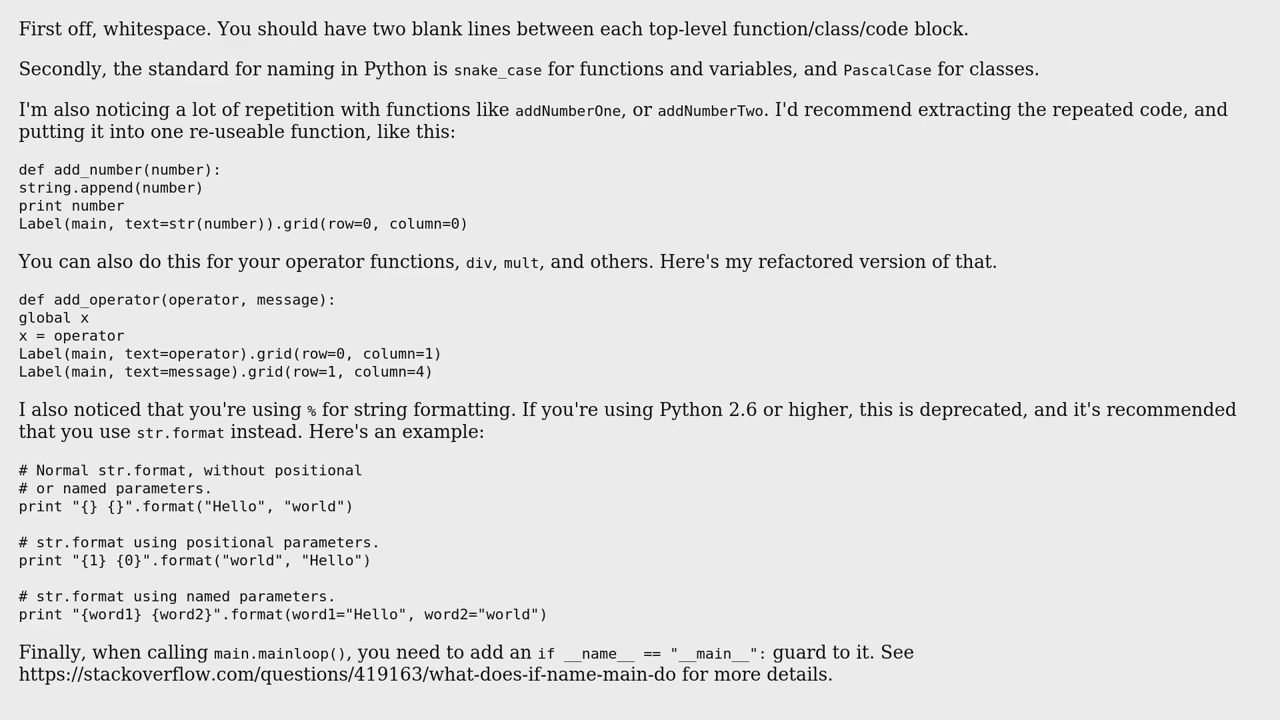 First off, whitespace. You should have two blank lines between each top-level function/class/code block.
Secondly, the standard for naming in Python is snake_case for functions and variables, and PascalCase for classes.
I'm also noticing a lot of repetition with functions like addNumberOne, or addNumberTwo. I'd recommend extracting the repeated code, and
putting it into one re-useable function, like this:
def add_number(number):
string.append(number)
print number
Label(main, text=str(number)).grid(row=0, column=0)
You can also do this for your operator functions, div, mult, and others. Here's my refactored version of that.
def add_operator(operator, message):
global x
x = operator
Label(main, text=operator).grid(row=0, column=1)
Label(main, text=message).grid(row=1, column=4)
I also noticed that you're using % for string formatting. If you're using Python 2.6 or higher, this is deprecated, and it's recommended
that you use str.format instead. Here's an example:
# Normal str.format, without positional
# or named parameters.
print "{} {}".format("Hello", "world")
# str.format using positional parameters.
print "{1} {0}".format("world", "Hello")
# str.format using named parameters.
print "{word1} {word2}".format(word1="Hello", word2="world")
Finally, when calling main.mainloop(), you need to add an if __name__ == "__main__": guard to it. See
https://stackoverflow.com/questions/419163/what-does-if-name-main-do for more details.